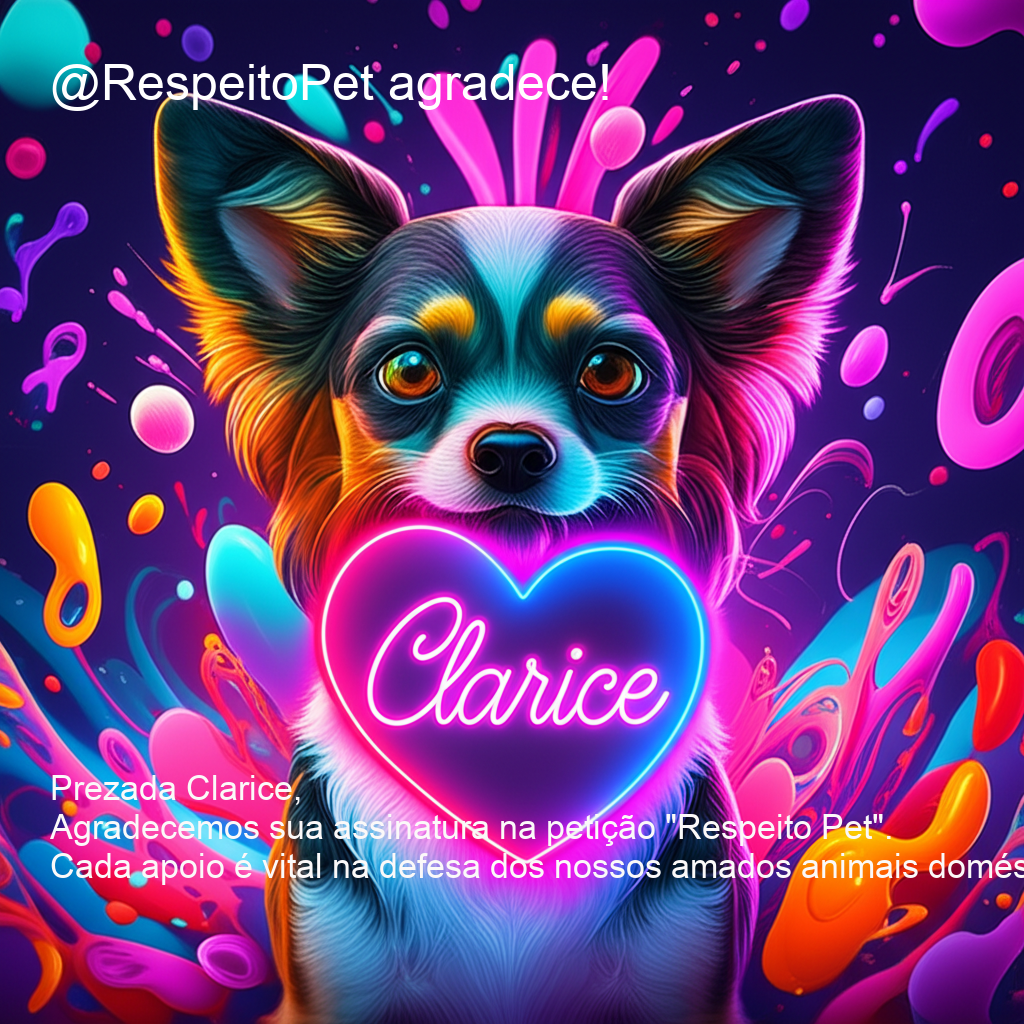 @RespeitoPet agradece!
Clarice
Prezada Clarice,
Agradecemos sua assinatura na petição "Respeito Pet".
Cada apoio é vital na defesa dos nossos amados animais domés